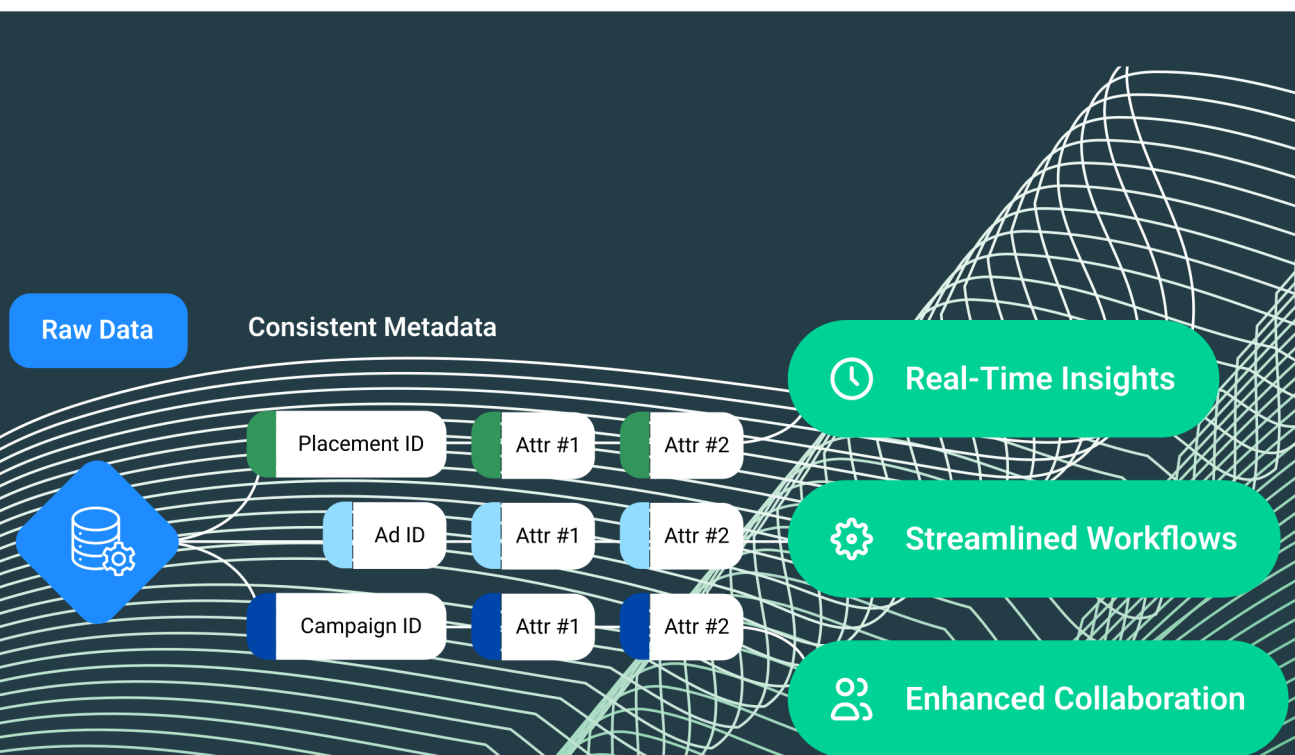 Raw Data
Consistent Metadata
Placement ID
Attr #1
Attr #2
Ad ID
Attr #1
Attr #2
Campaign ID
Attr #1
Attr #2
Real-Time Insights
Streamlined Workflows
Enhanced Collaboration